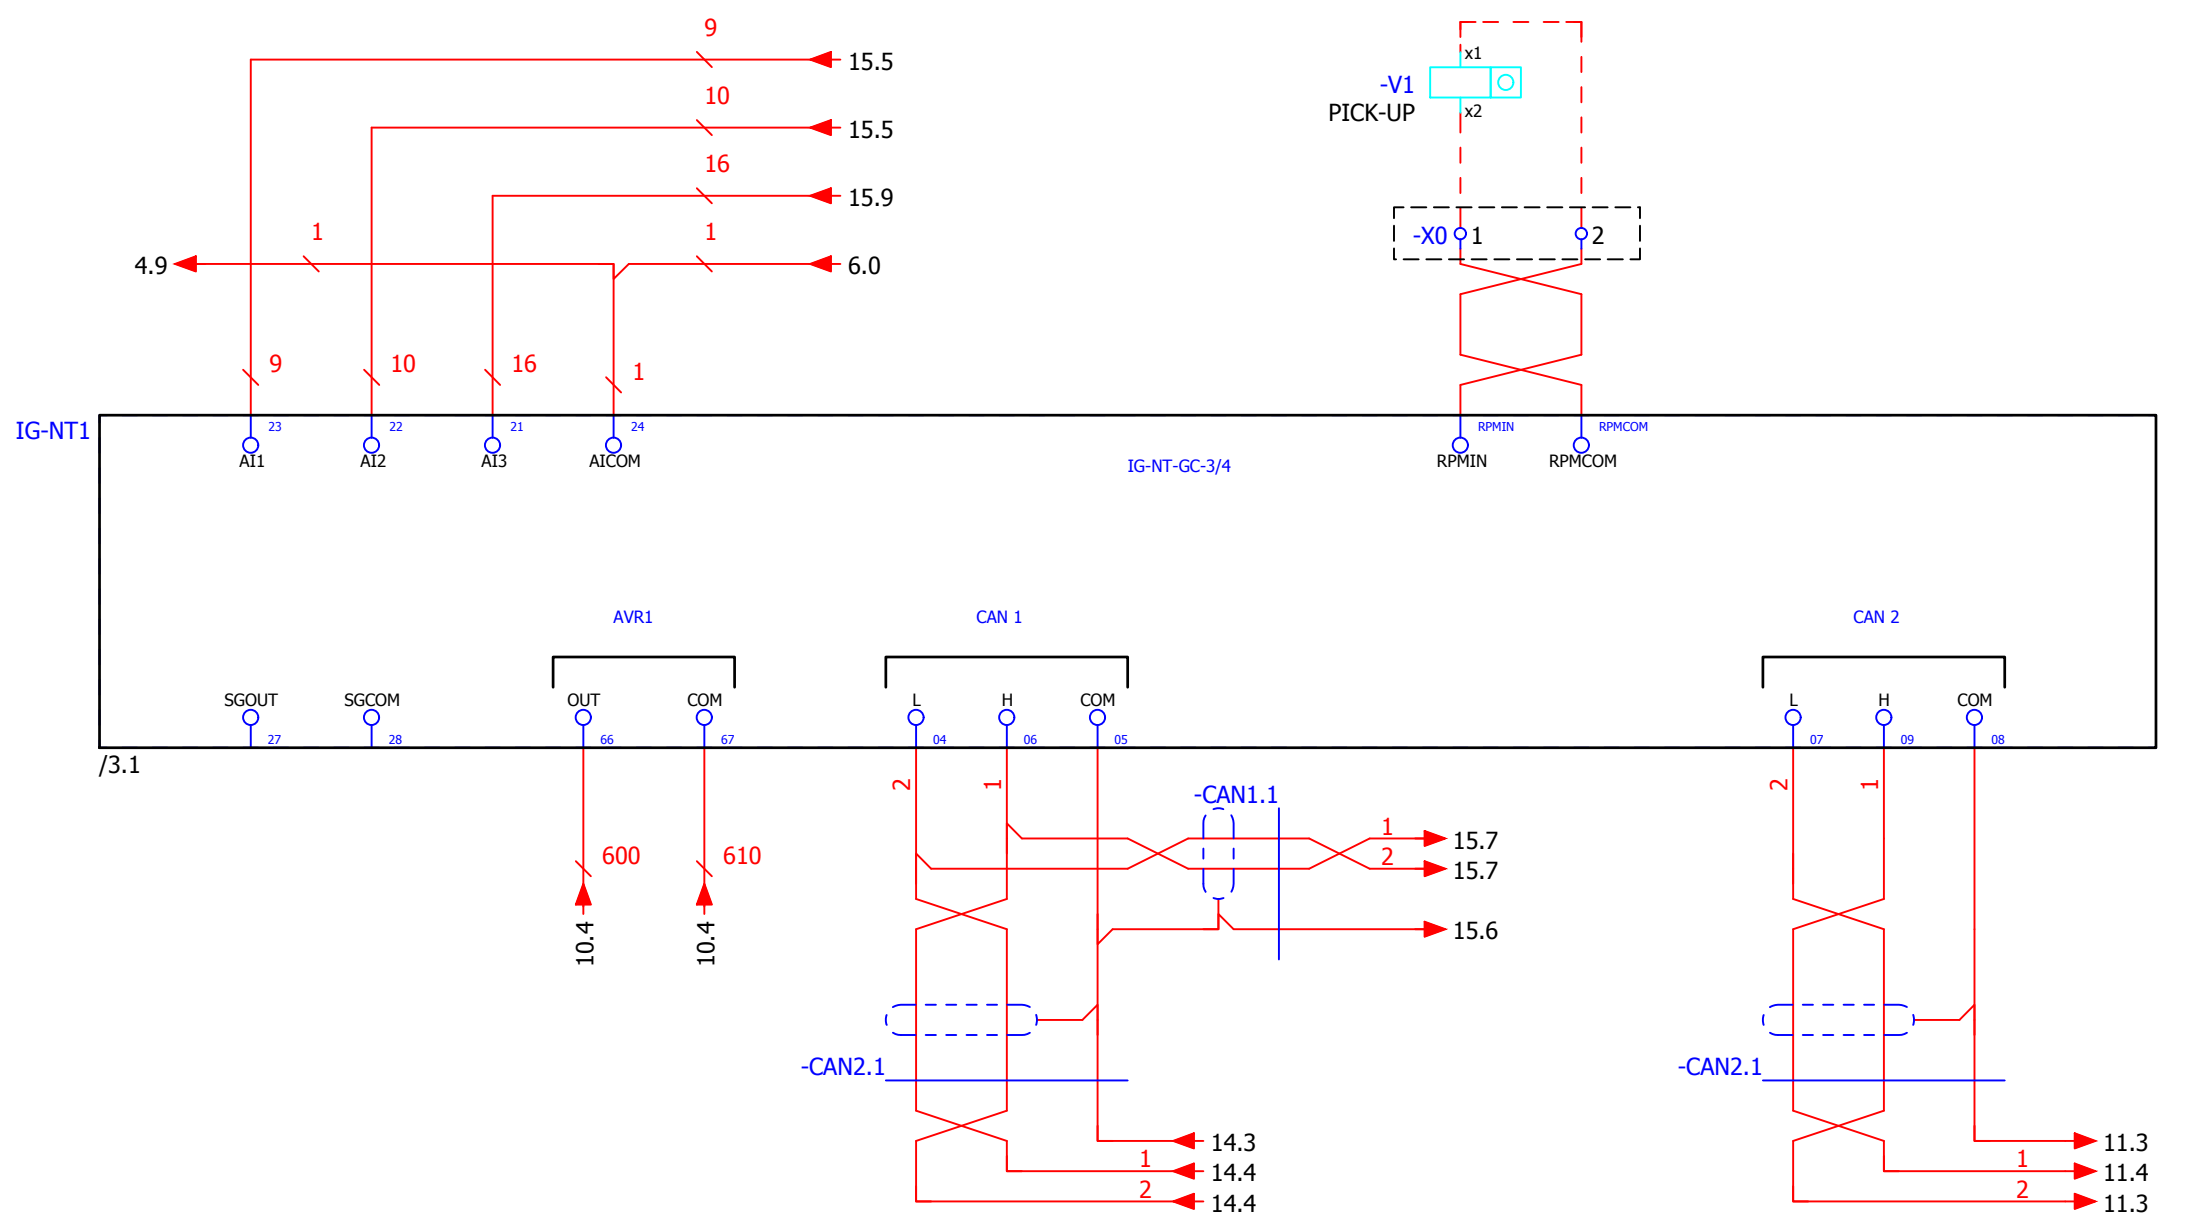 9
15.5
x1
-V1
PICK-UP
x2
10
15.5
16
15.9
1
1
4.9
6.0
-X0 1 2
9
10
16
1
IG-NT1
23
22
21
24
RPMIN
RPMCOM
AI1
AI2
AI3
AICOM
IG-NT-GC-3/4
RPMIN
RPMCOM
AVR1
CAN 1
CAN 2
SGOUT
SGCOM
OUT
COM
L
H
COM
L
H
COM
27
28
66
67
04
06
05
07
09
08
/3.1
2
1
-CAN1.1
2
1
600
610
1
15.7
2
15.7
10.4
10.4
15.6
-CAN2.1
-CAN2.1
14.3
1
14.4
2
14.4
11.3
1
11.4
2
11.3